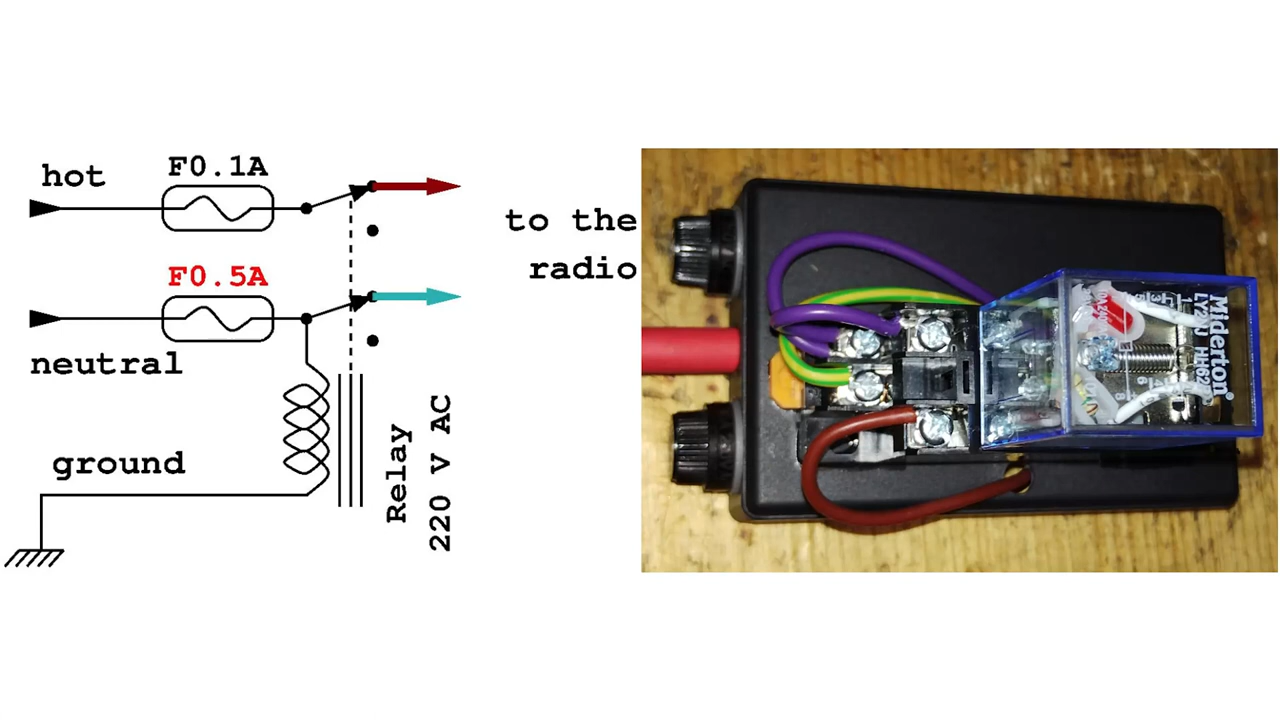 hot
F0.1A
to the
radio
F0.5A
neutral
ground
Relay
220 V AC
Miderton®